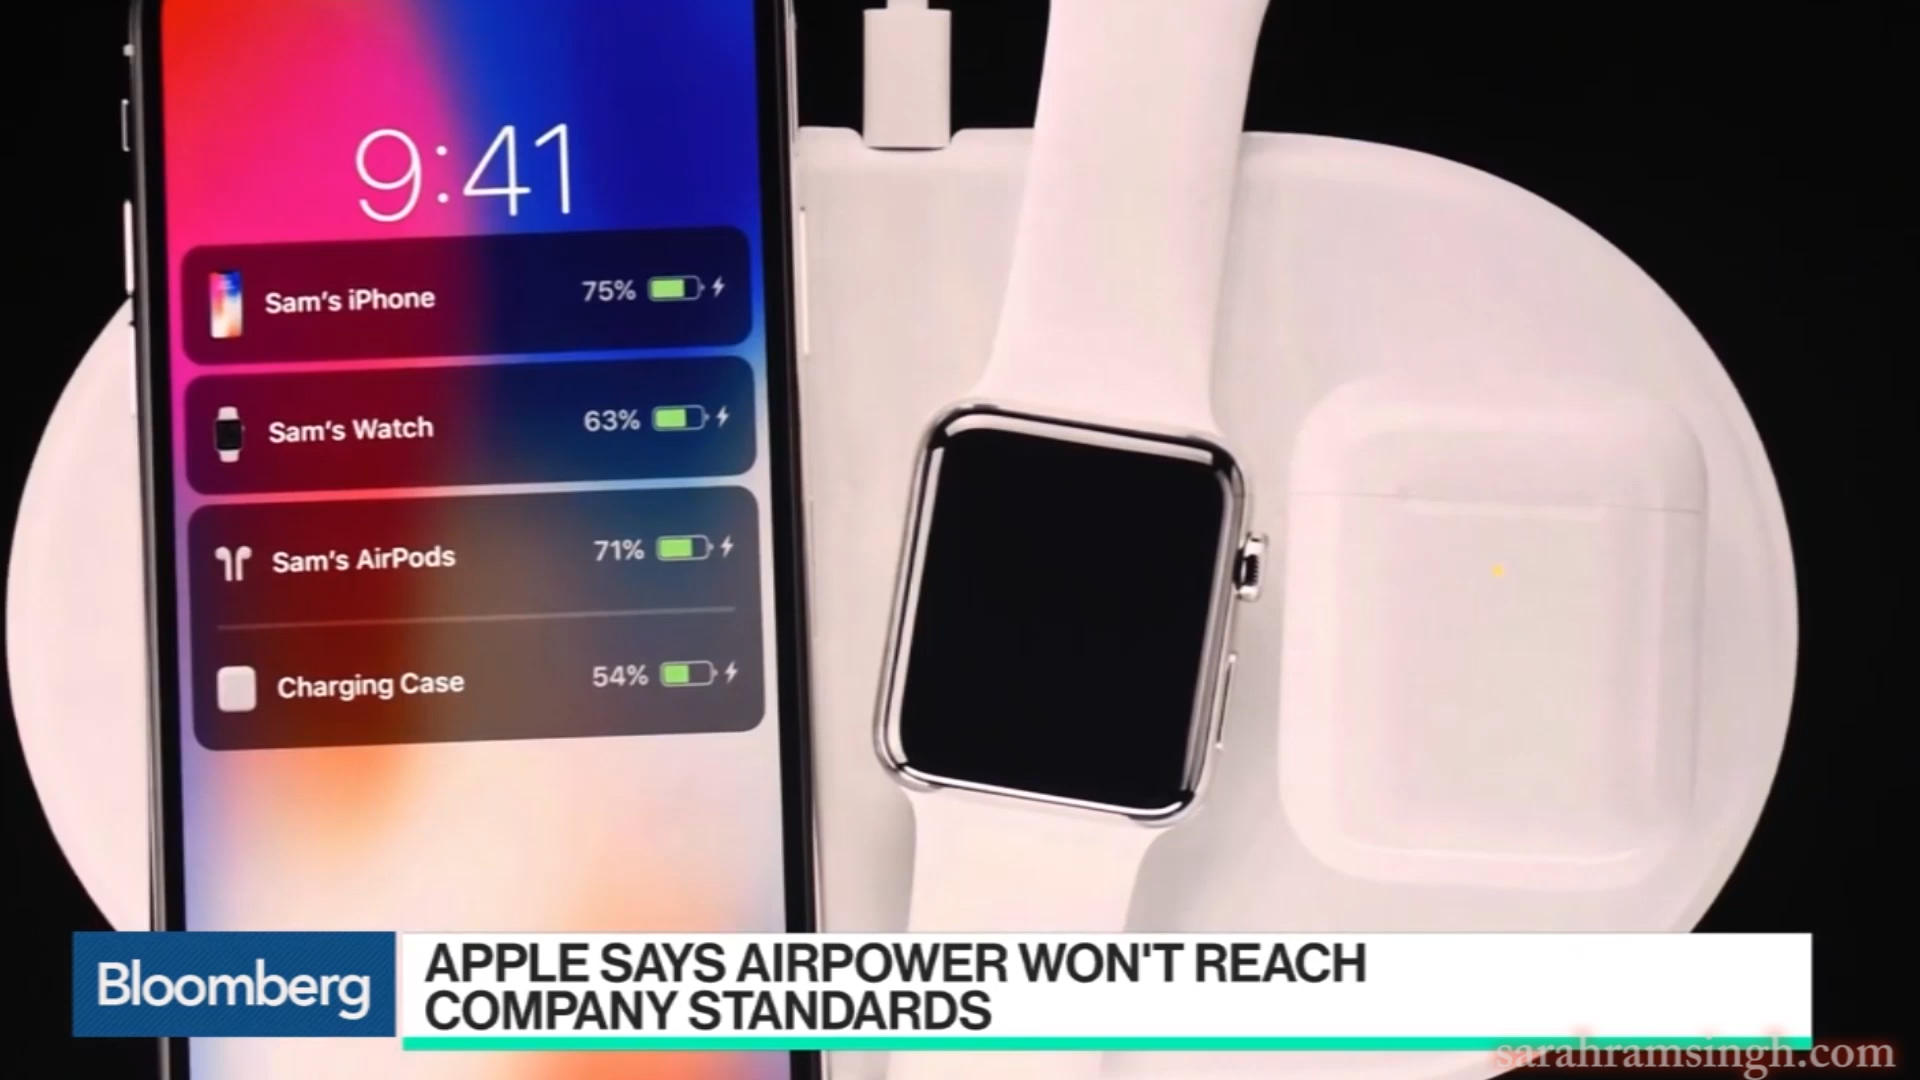 9:41
Sam's iPhone 75%
Sam's Watch 63%
Sam's AirPods 71%
Charging Case 54%
Bloomberg
APPLE SAYS AIRPOWER WON'T REACH
COMPANY STANDARDS
sarahramsingh.com